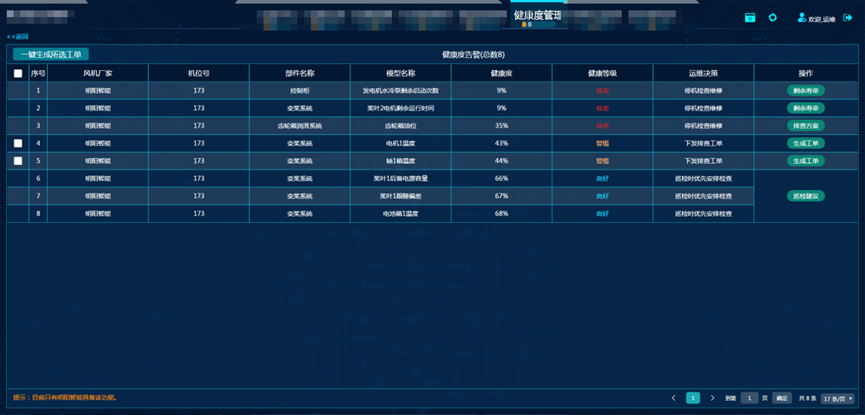 健康度管理
8
欢迎,运维
<<返回
一键生成所选工单
健康度告警(总数8)
序号 风机厂家 机位号 部件名称 模型名称 健康度 健康等级 运维决策 操作
1 明阳智能 173 控制柜 发电机水冷泵剩余启动次数 9% 停机检查维修 剩余寿命
2 明阳智能 173 变桨系统 桨叶2电机剩余运行时间 9% 停机检查维修 剩余寿命
3 明阳智能 173 齿轮箱润滑系统 齿轮箱油位 35% 停机检查维修 排查方案
4 明阳智能 173 变桨系统 电机1温度 43% 警惕 下发排查工单 生成工单
5 明阳智能 173 变桨系统 轴1箱温度 44% 警惕 下发排查工单 生成工单
6 明阳智能 173 变桨系统 桨叶1后备电源容量 66% 良好 巡检时优先安排检查
7 明阳智能 173 变桨系统 桨叶1跟随偏差 67% 良好 巡检时优先安排检查 巡检建议
8 明阳智能 173 变桨系统 电池箱1温度 68% 良好 巡检时优先安排检查
提示:目前只有明阳智能具备该功能。
< 1 > 到第 1 页 确定 共 8 条 17 条/页